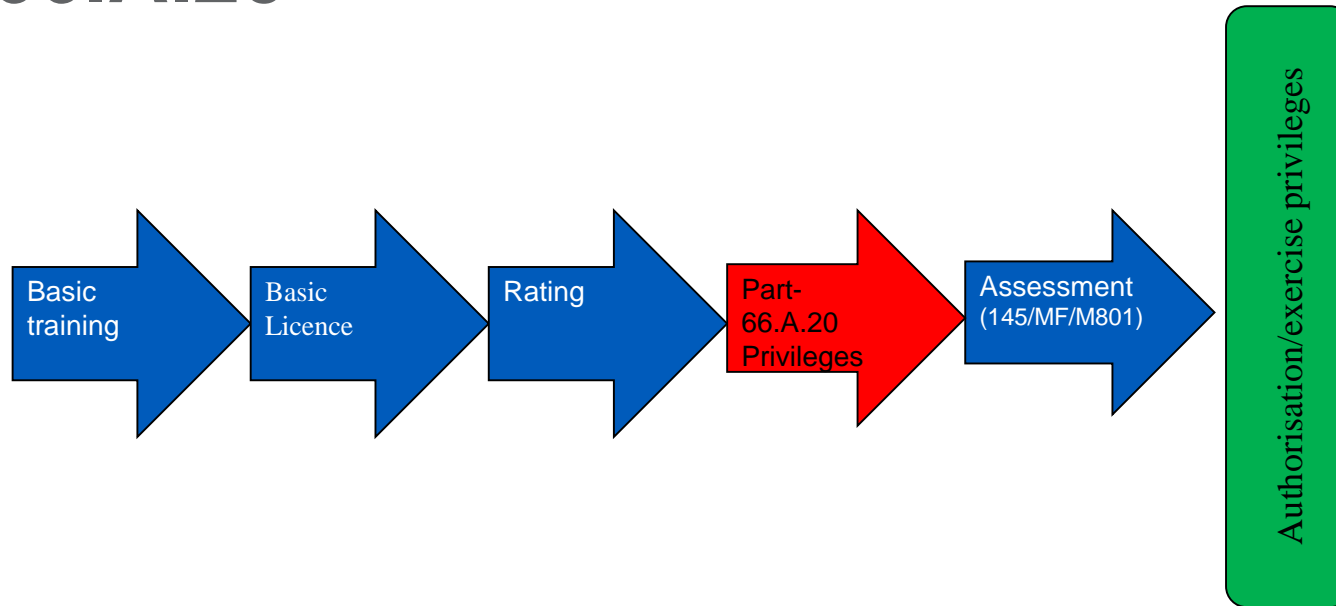 Basic
training
Basic
Licence
Rating
Part-
66.A.20
Privileges
Assessment
(145/MF/M801)
Authorisation/exercise privileges